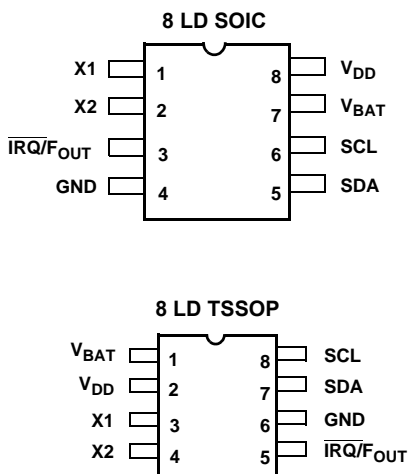 8 LD SOIC
X1 1 8 VDD
X2 2 7 VBAT
IRQ/FOUT 3 6 SCL
GND 4 5 SDA
8 LD TSSOP
VBAT 1 8 SCL
VDD 2 7 SDA
X1 3 6 GND
X2 4 5 IRQ/FOUT